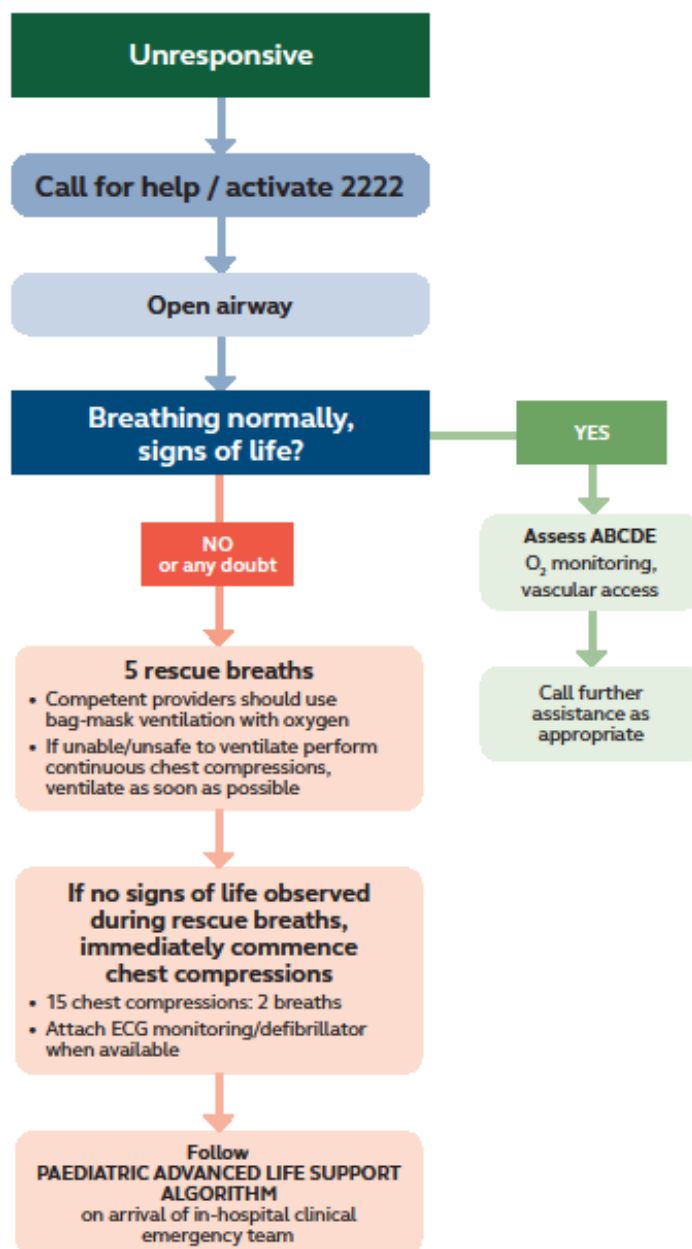 Unresponsive
Call for help / activate 2222
Open airway
Breathing normally,
signs of life?
YES
Assess ABCDE
O₂ monitoring,
vascular access
Call further
assistance as
appropriate
NO
or any doubt
5 rescue breaths
• Competent providers should use
bag-mask ventilation with oxygen
• If unable/unsafe to ventilate perform
continuous chest compressions,
ventilate as soon as possible
If no signs of life observed
during rescue breaths,
immediately commence
chest compressions
• 15 chest compressions: 2 breaths
• Attach ECG monitoring/defibrillator
when available
Follow
PAEDIATRIC ADVANCED LIFE SUPPORT
ALGORITHM
on arrival of in-hospital clinical
emergency team